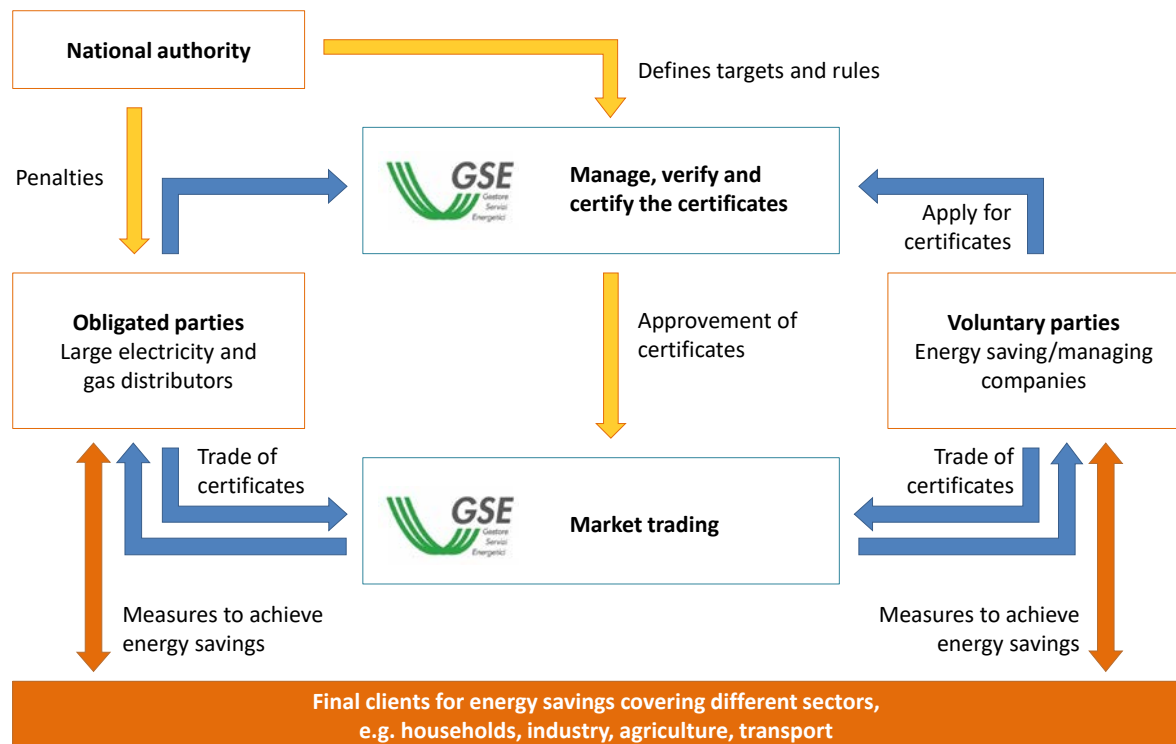 National authority
Defines targets and rules
Penalties
GSE
Gestore
Servizi
Energetici
Manage, verify and
certify the certificates
Apply for
certificates
Obligated parties
Large electricity and
gas distributors
Approvement of
certificates
Voluntary parties
Energy saving/managing
companies
Trade of
certificates
GSE
Gestore
Servizi
Energetici
Market trading
Trade of
certificates
Measures to achieve
energy savings
Measures to achieve
energy savings
Final clients for energy savings covering different sectors,
e.g. households, industry, agriculture, transport